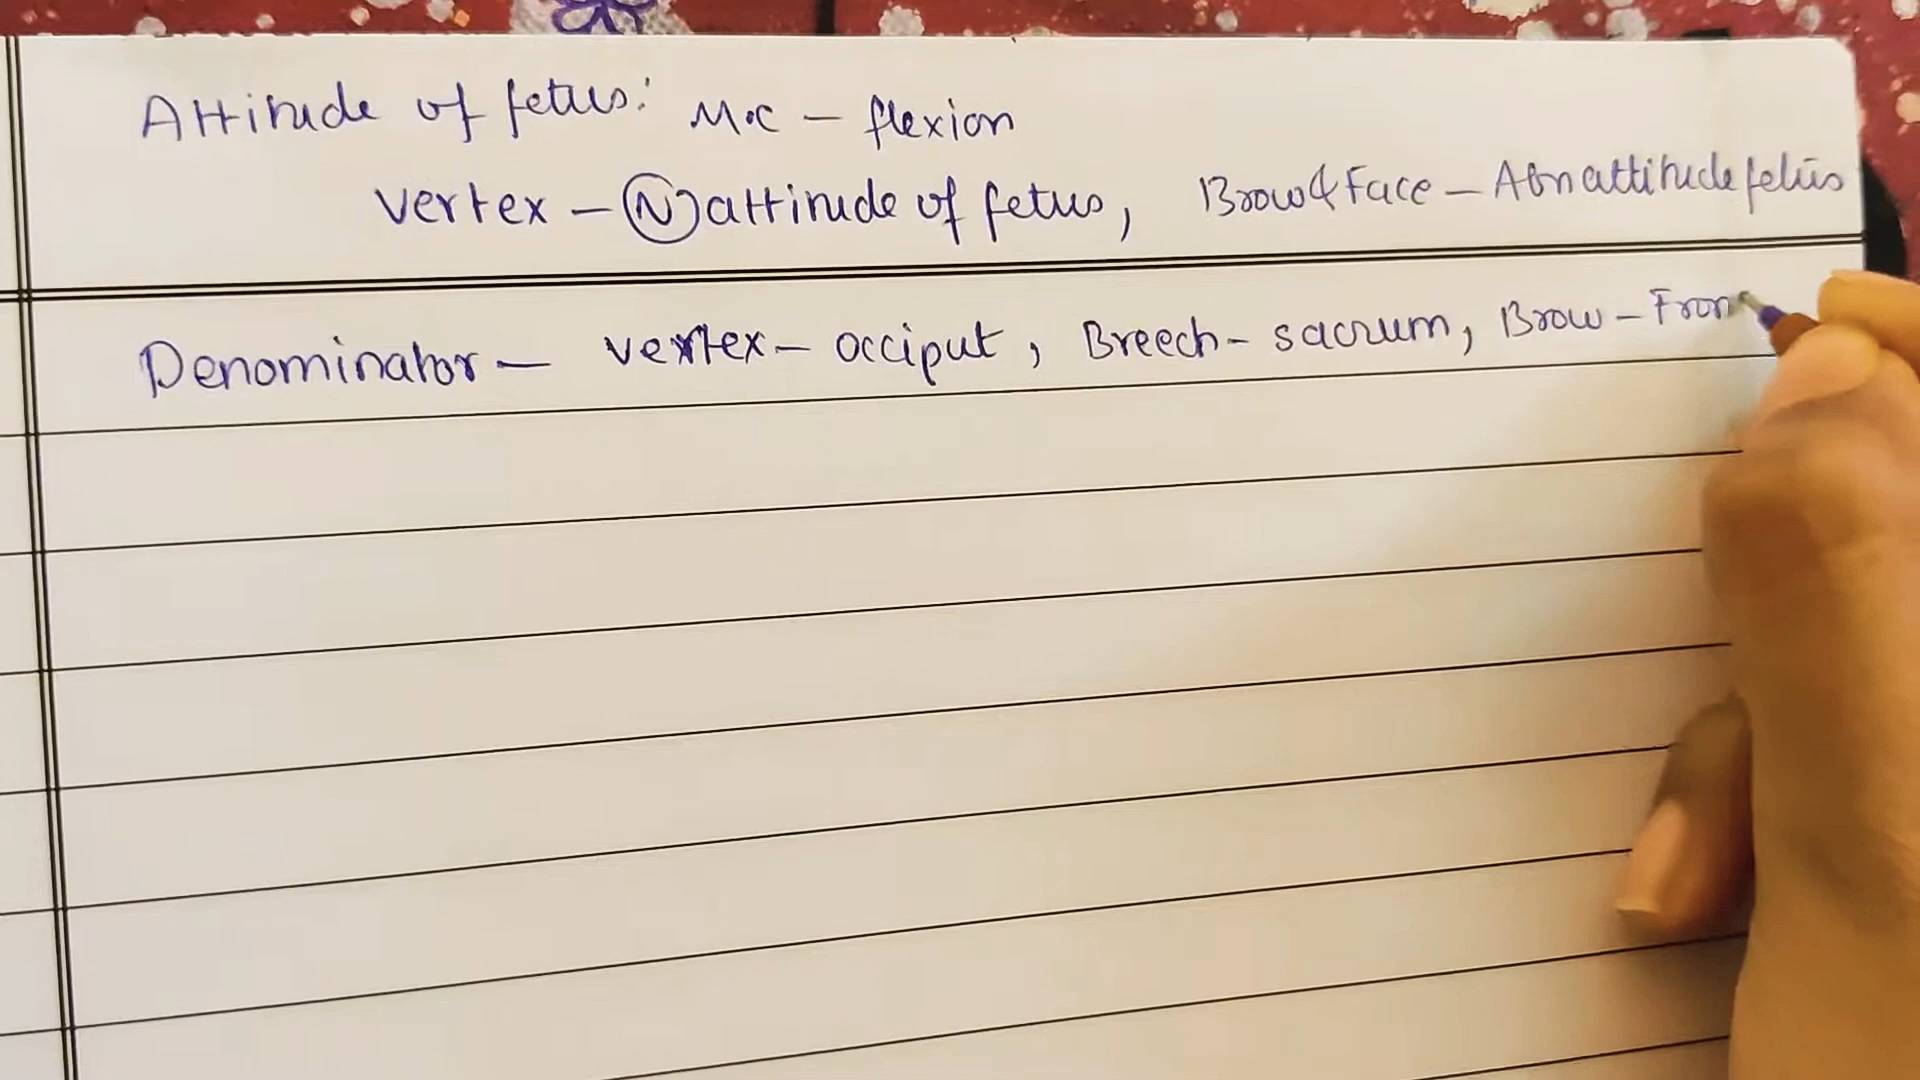 Attitude of fetus: M.C - flexion
vertex - (N) attitude of fetus, Brow & Face - Abn attitude fetus
Denominator - vertex - occiput, Breech - sacrum, Brow - Fron